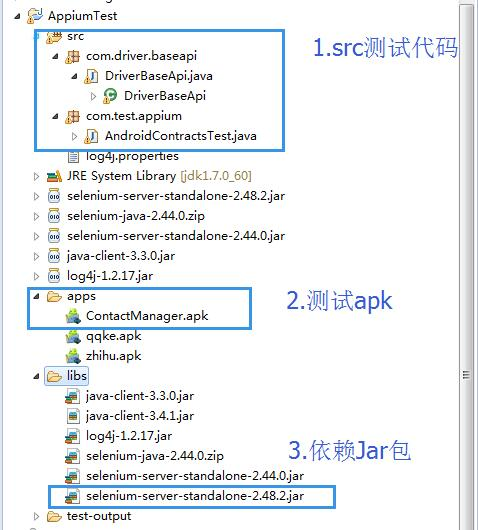 AppiumTest
src
1.src测试代码
com.driver.baseapi
DriverBaseApi.java
DriverBaseApi
com.test.appium
AndroidContractsTest.java
log4j.properties
JRE System Library [jdk1.7.0_60]
selenium-server-standalone-2.48.2.jar
selenium-java-2.44.0.zip
selenium-server-standalone-2.44.0.jar
java-client-3.3.0.jar
log4j-1.2.17.jar
apps
2.测试apk
ContactManager.apk
qqke.apk
zhihu.apk
libs
java-client-3.3.0.jar
java-client-3.4.1.jar
log4j-1.2.17.jar
3.依赖Jar包
selenium-java-2.44.0.zip
selenium-server-standalone-2.44.0.jar
selenium-server-standalone-2.48.2.jar
test-output